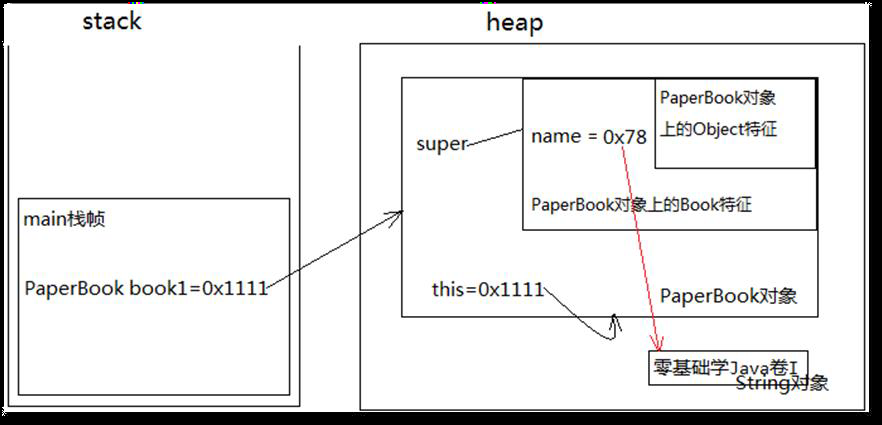 stack
heap
PaperBook对象
上的Object特征
super
name = 0x78
main栈帧
PaperBook对象上的Book特征
PaperBook book1=0x1111
this=0x1111
PaperBook对象
零基础学Java卷I
String对象